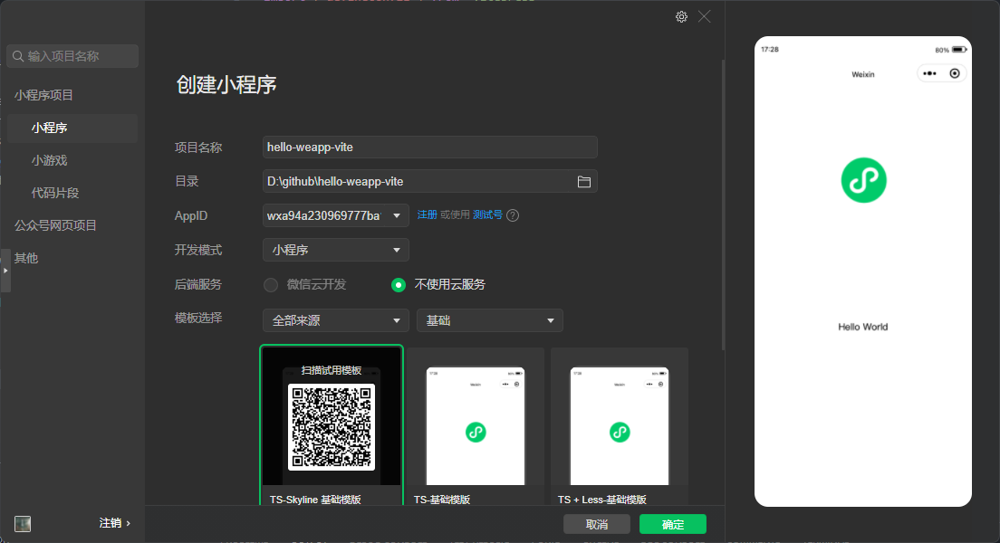 输入项目名称
小程序项目
小程序
小游戏
代码片段
公众号网页项目
其他
注销 ›
创建小程序
项目名称
hello-weapp-vite
目录
D:\github\hello-weapp-vite
AppID
wxa94a230969777ba
注册 或使用 测试号 ?
开发模式
小程序
后端服务
微信云开发
不使用云服务
模板选择
全部来源
基础
扫描试用模板
TS-Skyline 基础模版
TS-基础模版
TS + Less-基础模版
取消
确定
17:28
80%
Weixin
Hello World